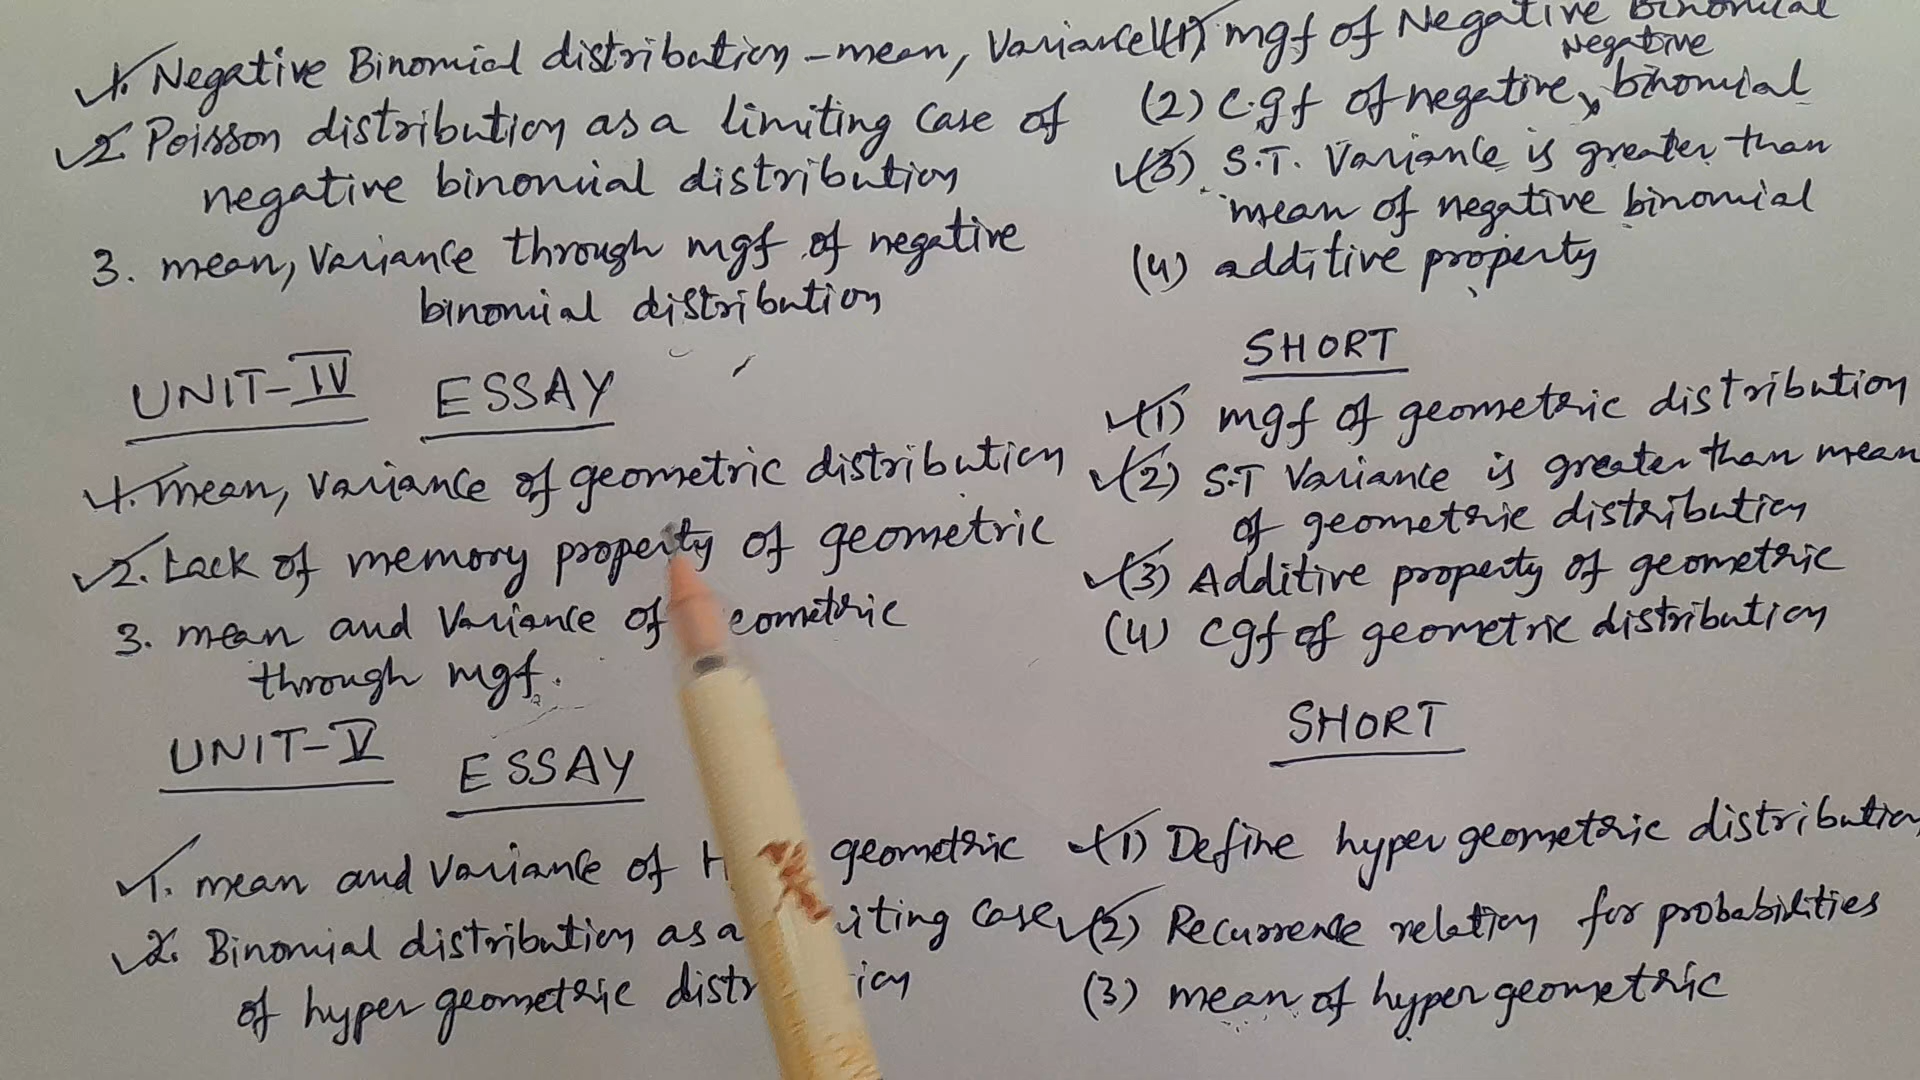 1. Negative Binomial distribution - mean, Variance
2. Poisson distribution as a limiting case of
negative binomial distribution
3. mean, Variance through mgf of negative
binomial distribution
(1) mgf of Negative Binomial
Negative
(2) C.gf of negative binomial
(3) S.T. Variance is greater than
mean of negative binomial
(4) additive property
UNIT-IV ESSAY
1. mean, variance of geometric distribution
2. Lack of memory property of geometric
3. mean and Variance of geometric
through mgf.
SHORT
(1) mgf of geometric distribution
(2) S.T Variance is greater than mean
of geometric distribution
(3) Additive property of geometric
(4) cgf of geometric distribution
UNIT-V ESSAY
1. mean and variance of H geometric
2. Binomial distribution as a iting case
of hyper geometric distr
SHORT
(1) Define hyper geometric distribution
(2) Recurrence relation for probabilities
(3) mean of hyper geometric